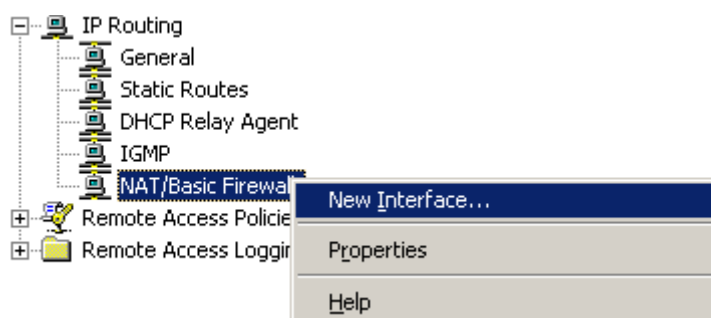 IP Routing
General
Static Routes
DHCP Relay Agent
IGMP
NAT/Basic Firewal
New Interface...
Remote Access Policie
Properties
Remote Access Loggin
Help